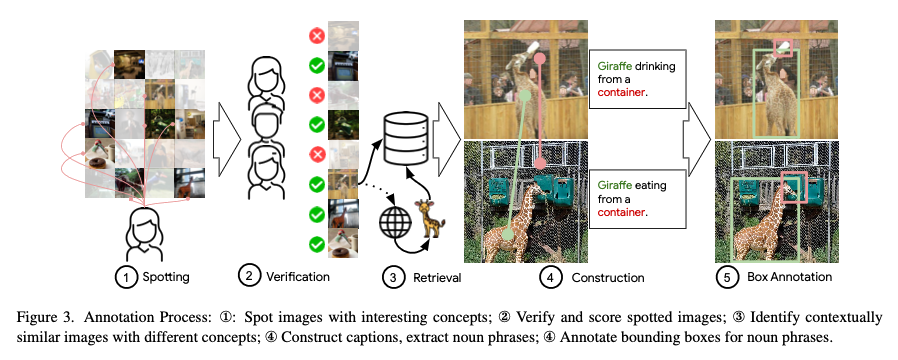 Giraffe drinking
from a
container.
Giraffe eating
from a
container.
① Spotting
② Verification
③ Retrieval
④ Construction
⑤ Box Annotation
Figure 3. Annotation Process: ①: Spot images with interesting concepts; ② Verify and score spotted images; ③ Identify contextually
similar images with different concepts; ④ Construct captions, extract noun phrases; ④ Annotate bounding boxes for noun phrases.